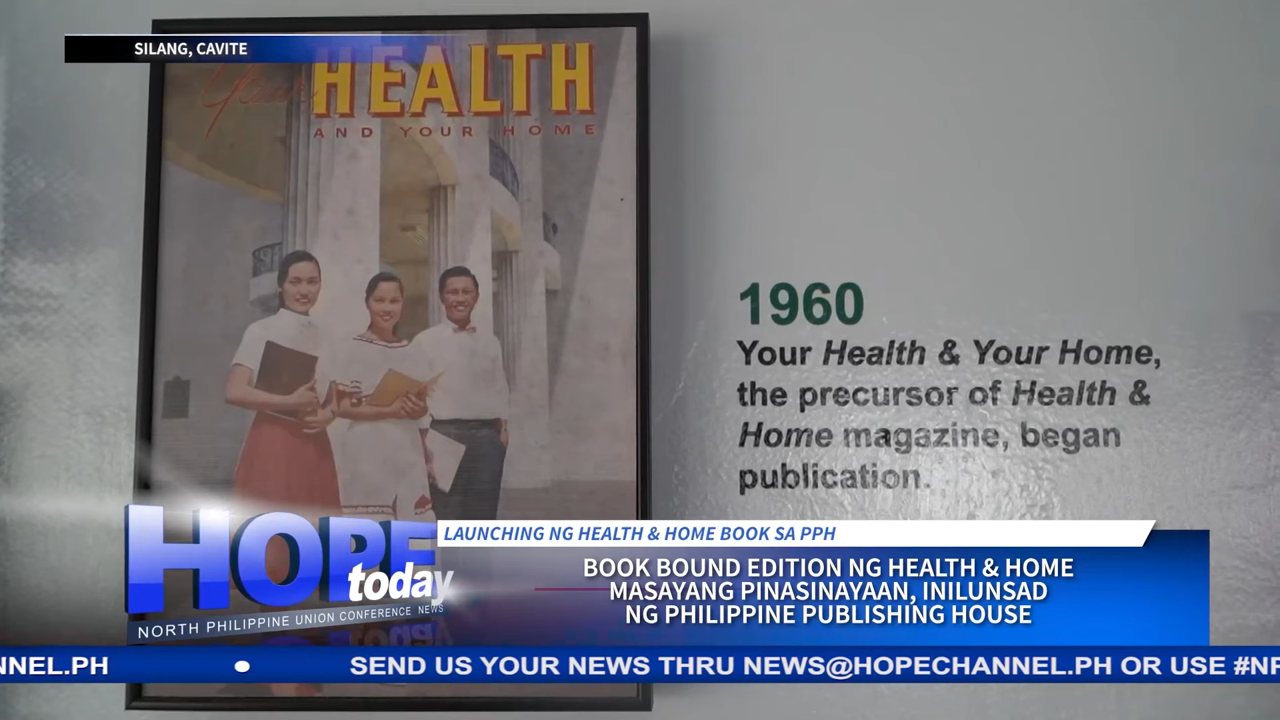 SILANG, CAVITE
Your HEALTH
AND YOUR HOME
1960
Your Health & Your Home,
the precursor of Health &
Home magazine, began
publication.
HOPE
today
NORTH PHILIPPINE UNION CONFERENCE NEWS
LAUNCHING NG HEALTH & HOME BOOK SA PPH
BOOK BOUND EDITION NG HEALTH & HOME
MASAYANG PINASINAYAAN, INILUNSAD
NG PHILIPPINE PUBLISHING HOUSE
NNEL.PH • SEND US YOUR NEWS THRU NEWS@HOPECHANNEL.PH OR USE #NP